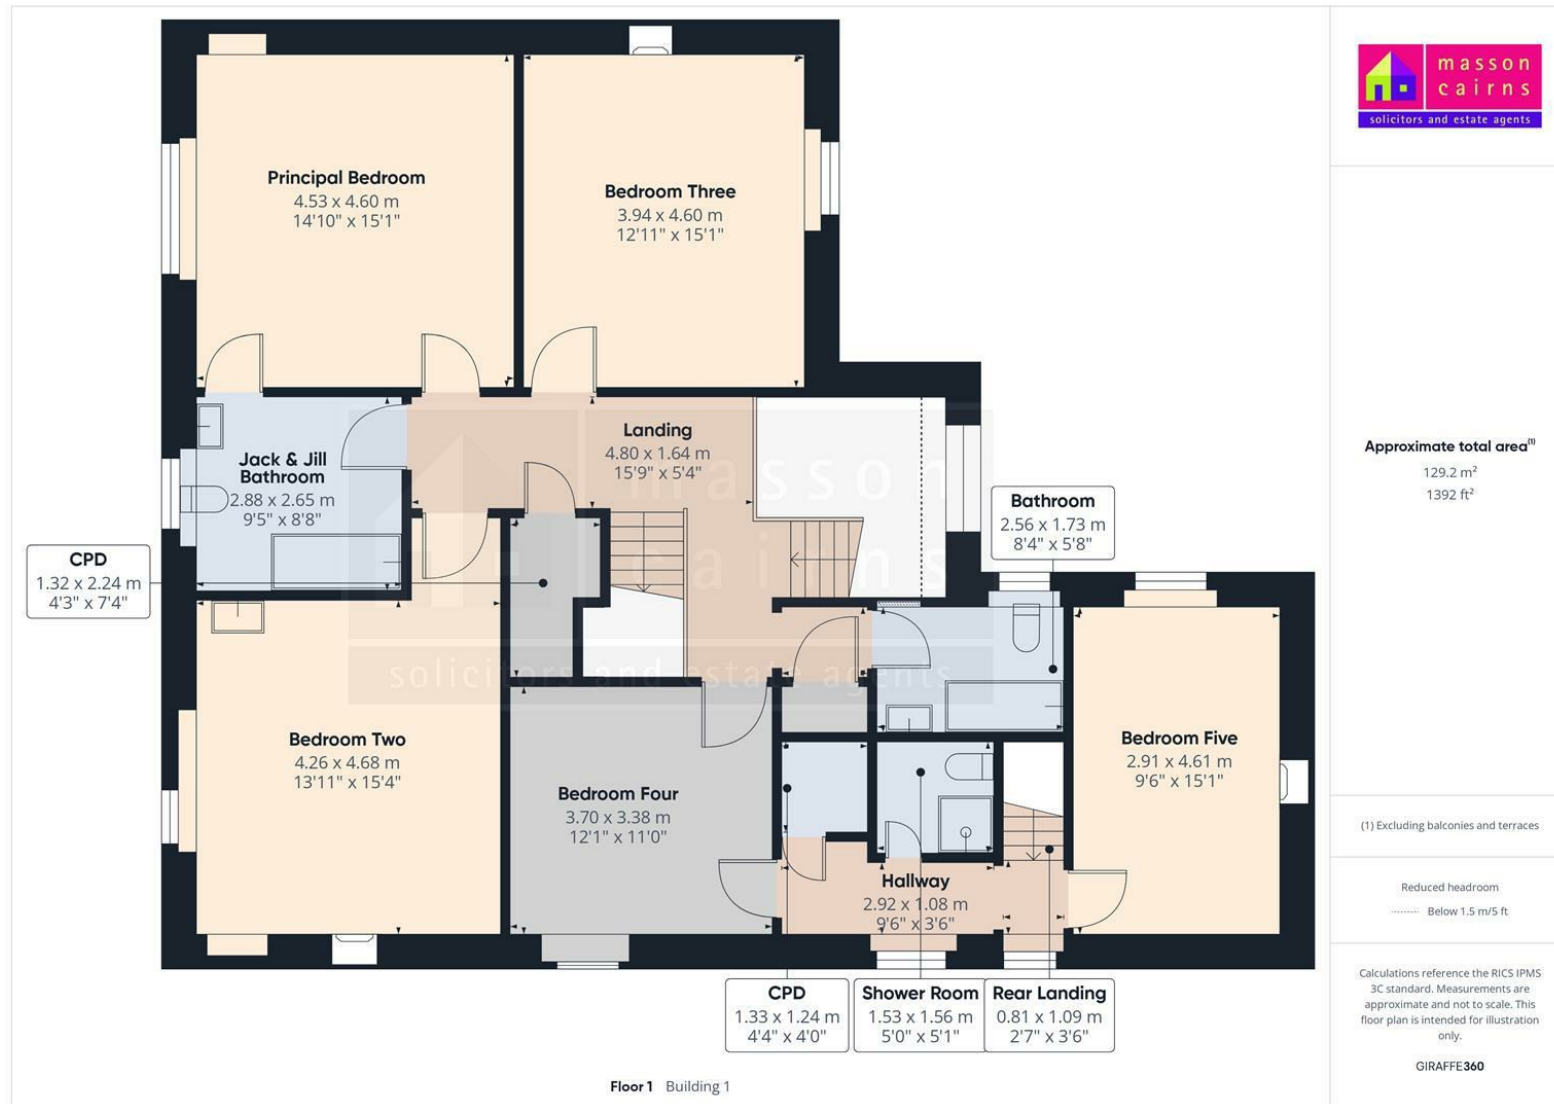 masson
cairns
solicitors and estate agents
Principal Bedroom
4.53 x 4.60 m
14'10" x 15'1"
Bedroom Three
3.94 x 4.60 m
12'11" x 15'1"
Landing
4.80 x 1.64 m
15'9" x 5'4"
Jack & Jill
Bathroom
2.88 x 2.65 m
9'5" x 8'8"
Bathroom
2.56 x 1.73 m
8'4" x 5'8"
CPD
1.32 x 2.24 m
4'3" x 7'4"
masson
cairns
solicitors and estate agents
Bedroom Two
4.26 x 4.68 m
13'11" x 15'4"
Bedroom Four
3.70 x 3.38 m
12'1" x 11'0"
Bedroom Five
2.91 x 4.61 m
9'6" x 15'1"
Hallway
2.92 x 1.08 m
9'6" x 3'6"
CPD
1.33 x 1.24 m
4'4" x 4'0"
Shower Room
1.53 x 1.56 m
5'0" x 5'1"
Rear Landing
0.81 x 1.09 m
2'7" x 3'6"
Floor 1 Building 1
Approximate total area(1)
129.2 m²
1392 ft²
(1) Excluding balconies and terraces
Reduced headroom
Below 1.5 m/5 ft
Calculations reference the RICS IPMS
3C standard. Measurements are
approximate and not to scale. This
floor plan is intended for illustration
only.
GIRAFFE360